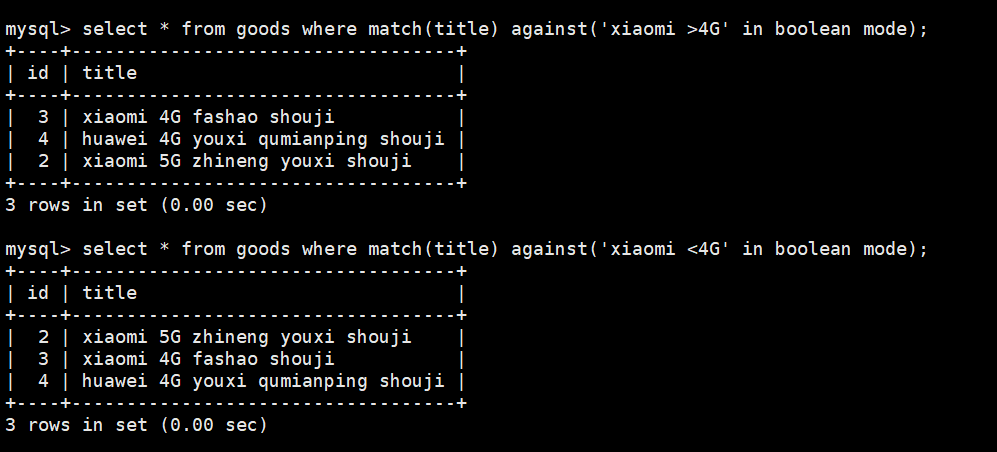 mysql> select * from goods where match(title) against('xiaomi >4G' in boolean mode);
+----+-----------------------------------+
| id | title                             |
+----+-----------------------------------+
|  3 | xiaomi 4G fashao shouji           |
|  4 | huawei 4G youxi qumianping shouji |
|  2 | xiaomi 5G zhineng youxi shouji    |
+----+-----------------------------------+
3 rows in set (0.00 sec)

mysql> select * from goods where match(title) against('xiaomi <4G' in boolean mode);
+----+-----------------------------------+
| id | title                             |
+----+-----------------------------------+
|  2 | xiaomi 5G zhineng youxi shouji    |
|  3 | xiaomi 4G fashao shouji           |
|  4 | huawei 4G youxi qumianping shouji |
+----+-----------------------------------+
3 rows in set (0.00 sec)